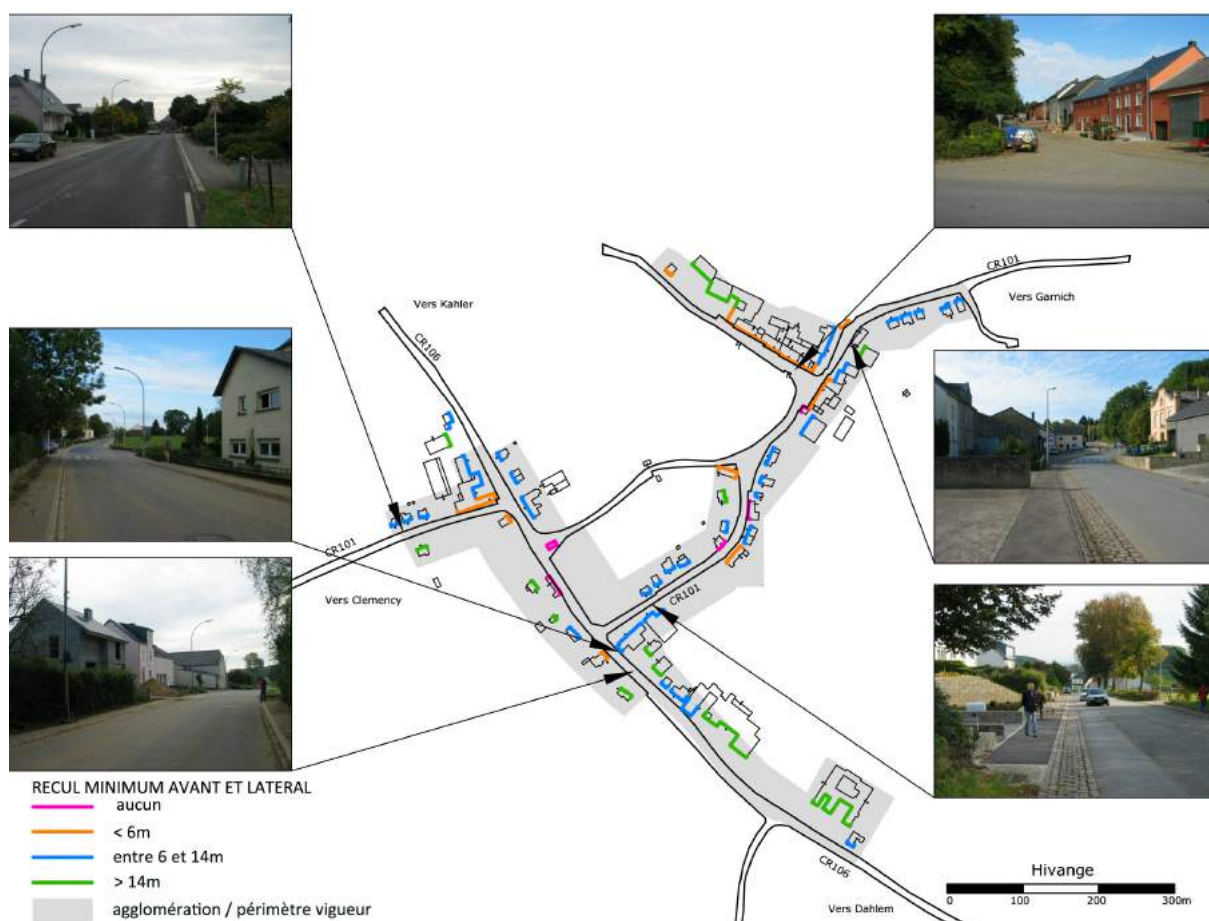 CR101
Vers Garnich
Vers Kahler
CR106
CR101
Vers Clemency
CR101
RECUL MINIMUM AVANT ET LATERAL
aucun
< 6m
entre 6 et 14m
> 14m
agglomération / périmètre vigueur
CR106
Vers Dahlem
Hivange
0 100 200 300m